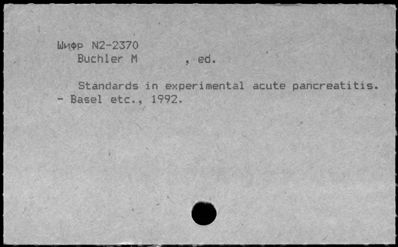 Шифр N2-2370
Buchler M , ed.
Standards in experimental acute pancreatitis.
- Basel etc., 1992.